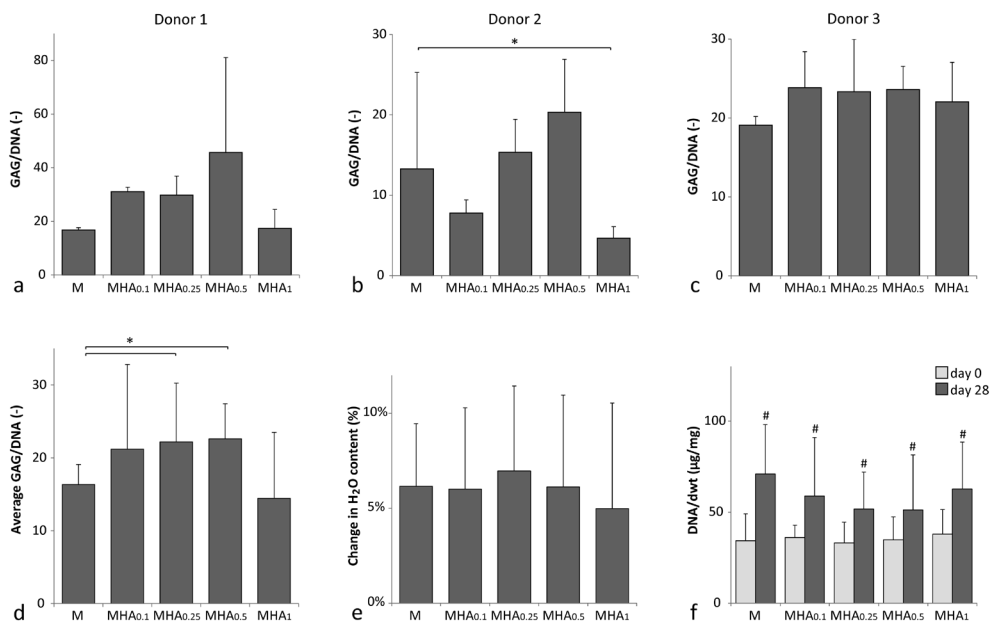 Donor 1
GAG/DNA (-)
80
60
40
20
0
M MHA0.1 MHA0.25 MHA0.5 MHA1
a
Donor 2
*
GAG/DNA (-)
30
20
10
0
M MHA0.1 MHA0.25 MHA0.5 MHA1
b
Donor 3
GAG/DNA (-)
30
20
10
0
M MHA0.1 MHA0.25 MHA0.5 MHA1
c
*
Average GAG/DNA (-)
30
20
10
0
M MHA0.1 MHA0.25 MHA0.5 MHA1
d
Change in H2O content (%)
10%
5%
0%
M MHA0.1 MHA0.25 MHA0.5 MHA1
e
day 0
day 28
DNA/dwt (µg/mg)
100
50
0
# # # # #
M MHA0.1 MHA0.25 MHA0.5 MHA1
f